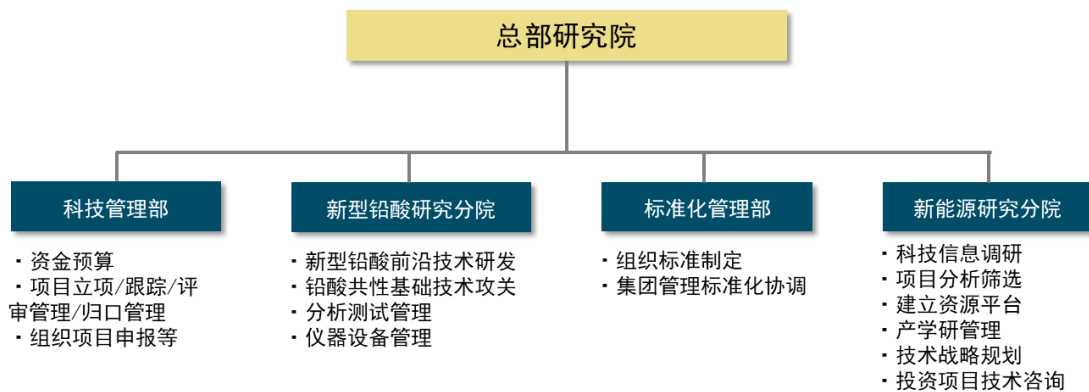 总部研究院
科技管理部
· 资金预算
· 项目立项/跟踪/评
审管理/归口管理
· 组织项目申报等
新型铅酸研究分院
· 新型铅酸前沿技术研发
· 铅酸共性基础技术攻关
· 分析测试管理
· 仪器设备管理
标准化管理部
· 组织标准制定
· 集团管理标准化协调
新能源研究分院
· 科技信息调研
· 项目分析筛选
· 建立资源平台
· 产学研管理
· 技术战略规划
· 投资项目技术咨询